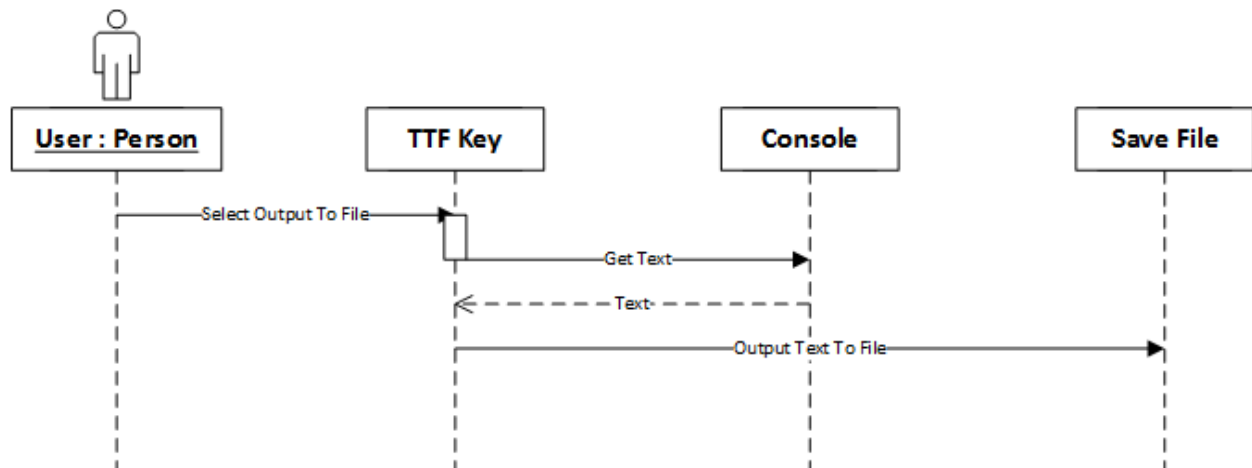 User : Person
TTF Key
Console
Save File
Select Output To File
Get Text
Text
Output Text To File